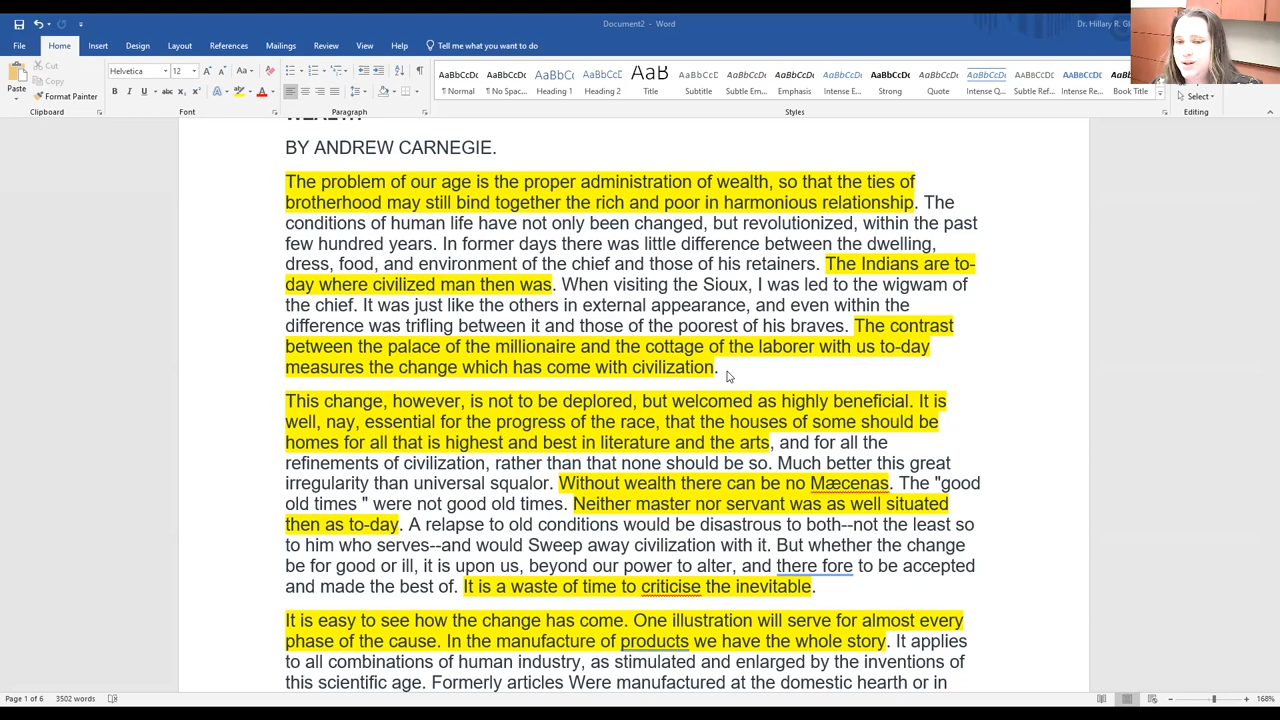 Document2 - Word
Dr. Hillary R. Gl
File Home Insert Design Layout References Mailings Review View Help Tell me what you want to do
Paste
Cut
Copy
Format Painter
Clipboard
Helvetica 12
Font
Paragraph
AaBbCcDc AaBbCcDc AaBbCc AaBbCcC AaB AaBbCcD AaBbCcDc AaBbCcDc AaBbCcDc AaBbCcDc AaBbCcDc AaBbCcDc AaBbCcDc AaBbCcDc
¶ Normal ¶ No Spac... Heading 1 Heading 2 Title Subtitle Subtle Em... Emphasis Intense E... Strong Quote Intense Q... Subtle Ref... Intense Re... Book Title
Styles
Select
Editing
WEALTH
BY ANDREW CARNEGIE.
The problem of our age is the proper administration of wealth, so that the ties of
brotherhood may still bind together the rich and poor in harmonious relationship. The
conditions of human life have not only been changed, but revolutionized, within the past
few hundred years. In former days there was little difference between the dwelling,
dress, food, and environment of the chief and those of his retainers. The Indians are to-
day where civilized man then was. When visiting the Sioux, I was led to the wigwam of
the chief. It was just like the others in external appearance, and even within the
difference was trifling between it and those of the poorest of his braves. The contrast
between the palace of the millionaire and the cottage of the laborer with us to-day
measures the change which has come with civilization.
This change, however, is not to be deplored, but welcomed as highly beneficial. It is
well, nay, essential for the progress of the race, that the houses of some should be
homes for all that is highest and best in literature and the arts, and for all the
refinements of civilization, rather than that none should be so. Much better this great
irregularity than universal squalor. Without wealth there can be no Mæcenas. The "good
old times " were not good old times. Neither master nor servant was as well situated
then as to-day. A relapse to old conditions would be disastrous to both--not the least so
to him who serves--and would Sweep away civilization with it. But whether the change
be for good or ill, it is upon us, beyond our power to alter, and there fore to be accepted
and made the best of. It is a waste of time to criticise the inevitable.
It is easy to see how the change has come. One illustration will serve for almost every
phase of the cause. In the manufacture of products we have the whole story. It applies
to all combinations of human industry, as stimulated and enlarged by the inventions of
this scientific age. Formerly articles Were manufactured at the domestic hearth or in
Page 1 of 6 3502 words
168%